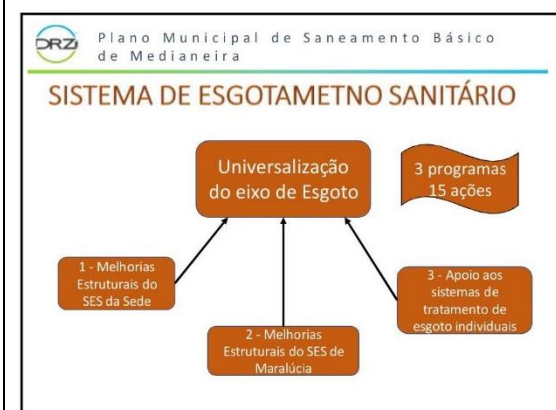 DRZ
Plano Municipal de Saneamento Básico
de Medianeira
SISTEMA DE ESGOTAMETNO SANITÁRIO
Universalização
do eixo de Esgoto
3 programas
15 ações
1 - Melhorias
Estruturais do
SES da Sede
2 - Melhorias
Estruturais do SES de
Maralúcia
3 - Apoio aos
sistemas de
tratamento de
esgoto individuais